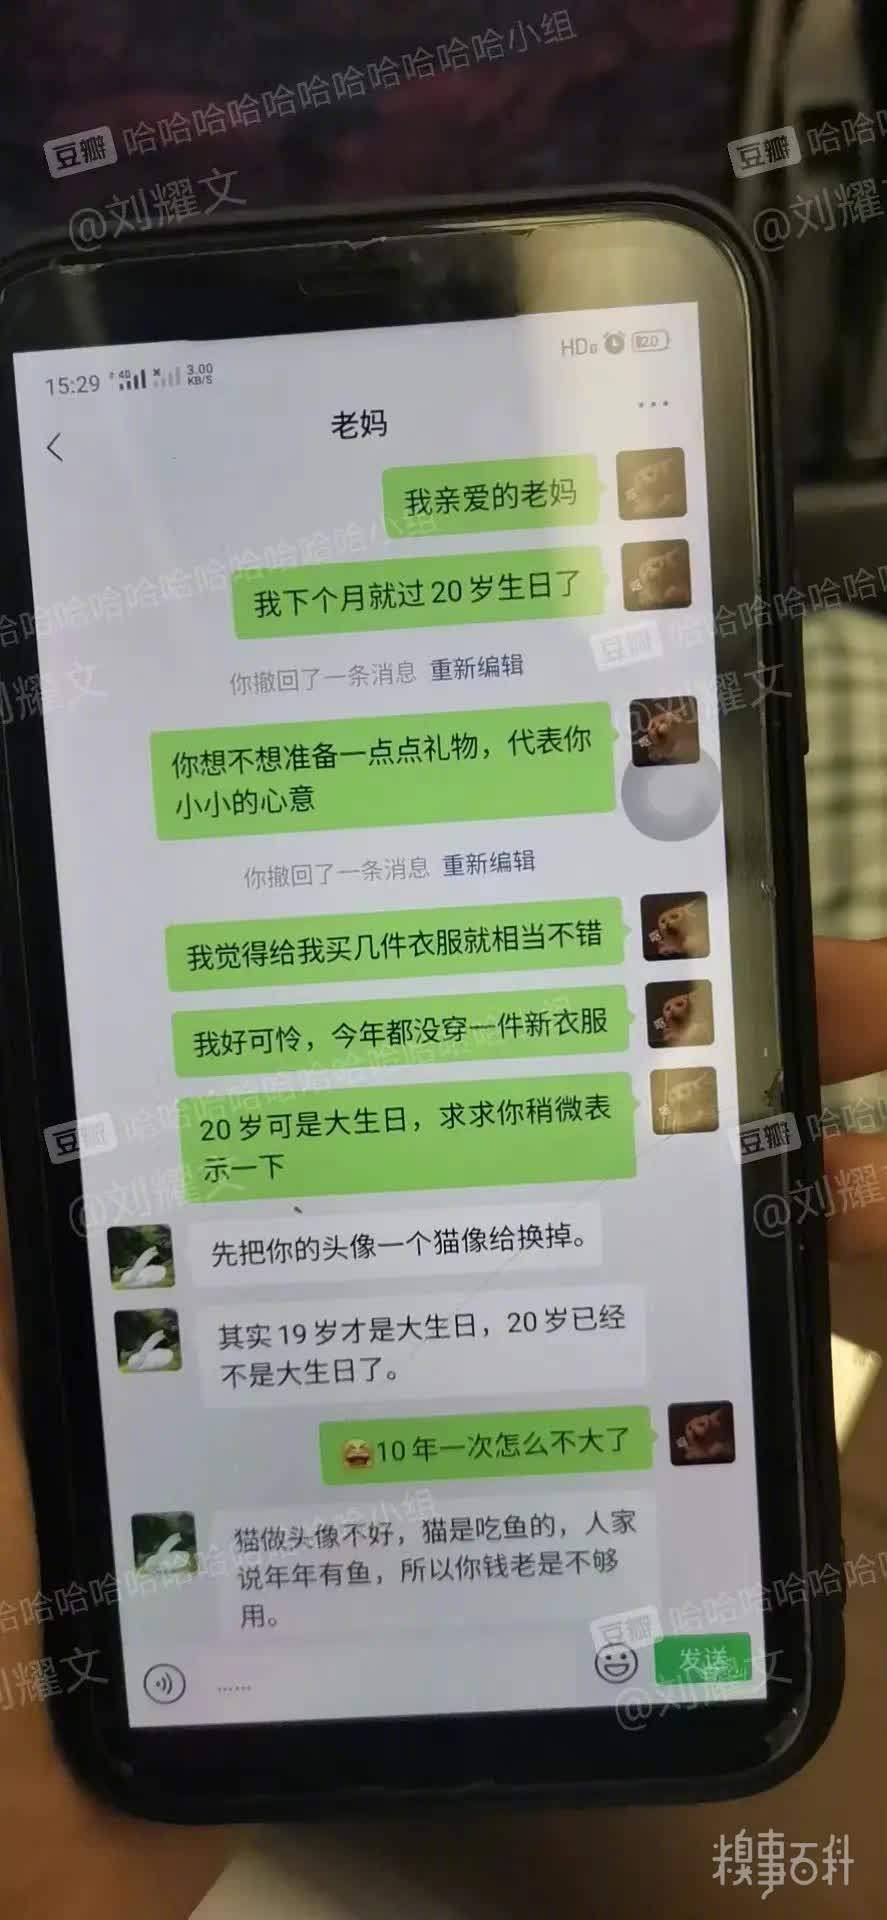 豆瓣 哈哈哈哈哈哈哈哈哈哈哈小组
@刘耀文
豆瓣 哈哈
@刘耀
15:29 4G 3.00 KB/S HD 20
老妈
我亲爱的老妈
我下个月就过20岁生日了
你撤回了一条消息 重新编辑
你想不想准备一点点礼物，代表你
小小的心意
你撤回了一条消息 重新编辑
我觉得给我买几件衣服就相当不错
我好可怜，今年都没穿一件新衣服
20岁可是大生日，求求你稍微表
示一下
先把你的头像一个猫像给换掉。
其实19岁才是大生日，20岁已经
不是大生日了。
😆10年一次怎么不大了
猫做头像不好，猫是吃鱼的，人家
说年年有鱼，所以你钱老是不够
用。
......
发送
糗事百科